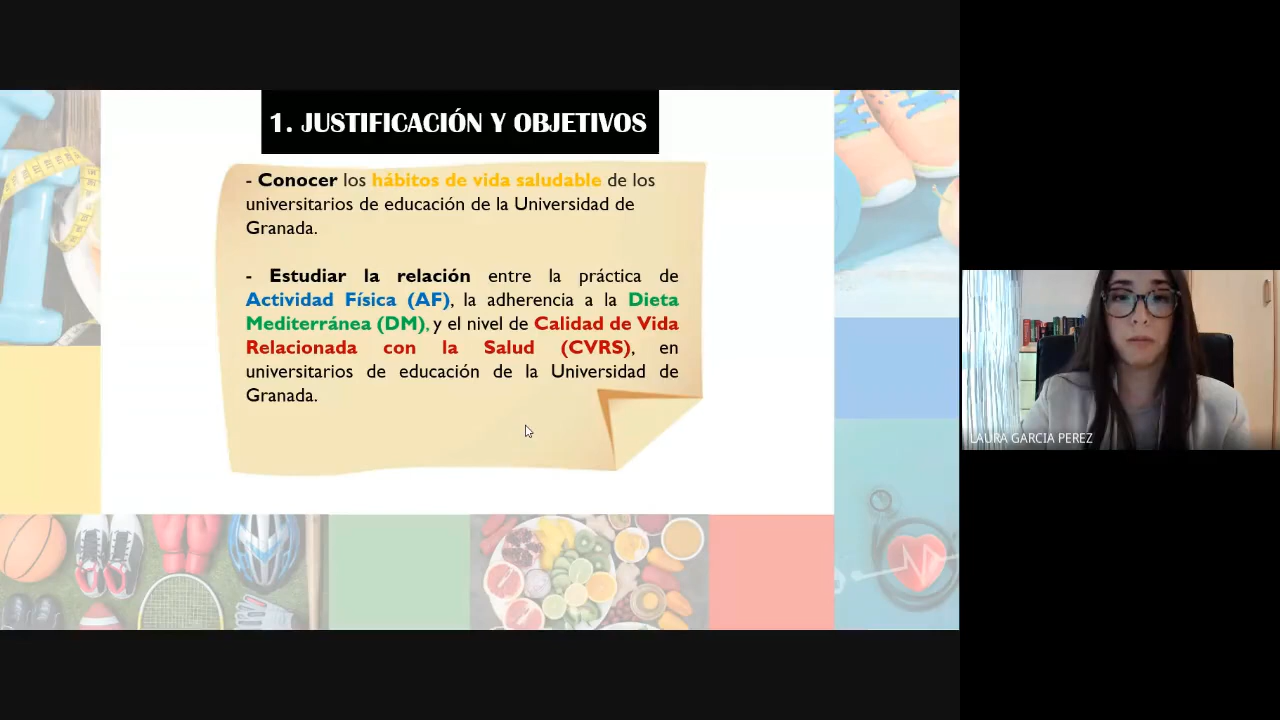 1. JUSTIFICACIÓN Y OBJETIVOS
- Conocer los hábitos de vida saludable de los
universitarios de educación de la Universidad de
Granada.
- Estudiar la relación entre la práctica de
Actividad Física (AF), la adherencia a la Dieta
Mediterránea (DM), y el nivel de Calidad de Vida
Relacionada con la Salud (CVRS), en
universitarios de educación de la Universidad de
Granada.
LAURA GARCIA PEREZ